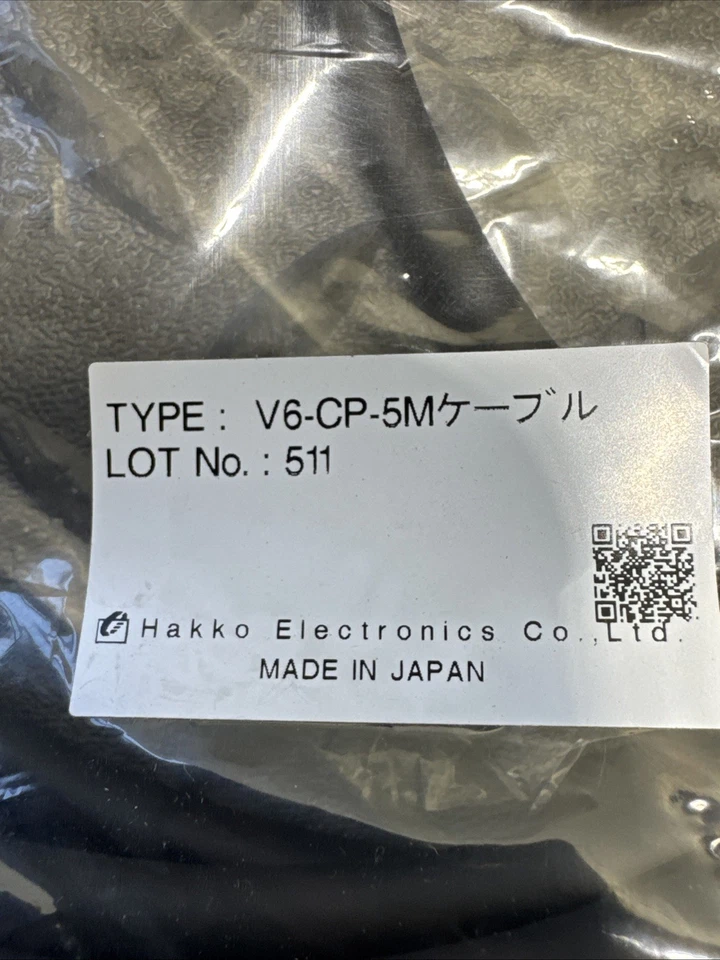 TYPE : V6-CP-5Mケーブル
LOT No. : 511
Hakko Electronics Co.,Ltd.
MADE IN JAPAN